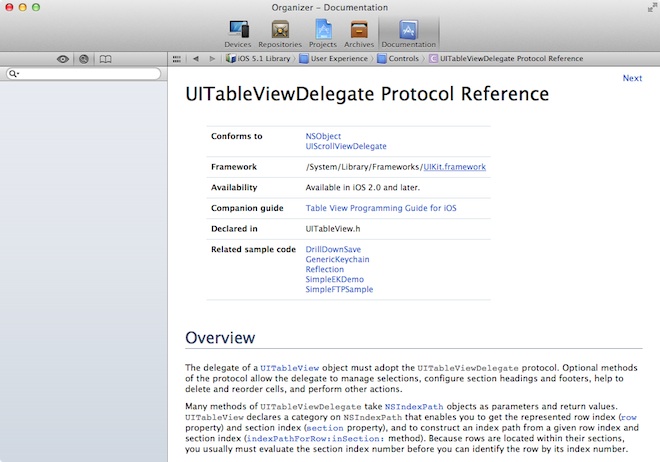 Organizer – Documentation
Devices Repositories Projects Archives Documentation
iOS 5.1 Library User Experience Controls C UITableViewDelegate Protocol Reference
Next
UITableViewDelegate Protocol Reference
Conforms to NSObject
UIScrollViewDelegate
Framework /System/Library/Frameworks/UIKit.framework
Availability Available in iOS 2.0 and later.
Companion guide Table View Programming Guide for iOS
Declared in UITableView.h
Related sample code DrillDownSave
GenericKeychain
Reflection
SimpleEKDemo
SimpleFTPSample
Overview
The delegate of a UITableView object must adopt the UITableViewDelegate protocol. Optional methods
of the protocol allow the delegate to manage selections, configure section headings and footers, help to
delete and reorder cells, and perform other actions.
Many methods of UITableViewDelegate take NSIndexPath objects as parameters and return values.
UITableView declares a category on NSIndexPath that enables you to get the represented row index (row
property) and section index (section property), and to construct an index path from a given row index and
section index (indexPathForRow:inSection: method). Because rows are located within their sections,
you usually must evaluate the section index number before you can identify the row by its index number.